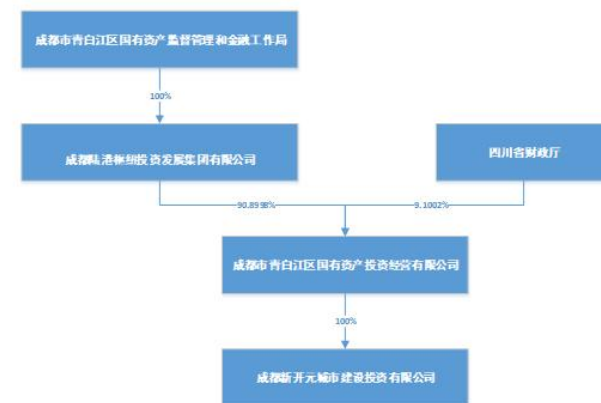 成都市青白江区国有资产监督管理和金融工作局
100%
成都陆港枢纽投资发展集团有限公司
四川省财政厅
90.8998%
9.1002%
成都市青白江区国有资产投资经营有限公司
100%
成都新开元城市建设投资有限公司